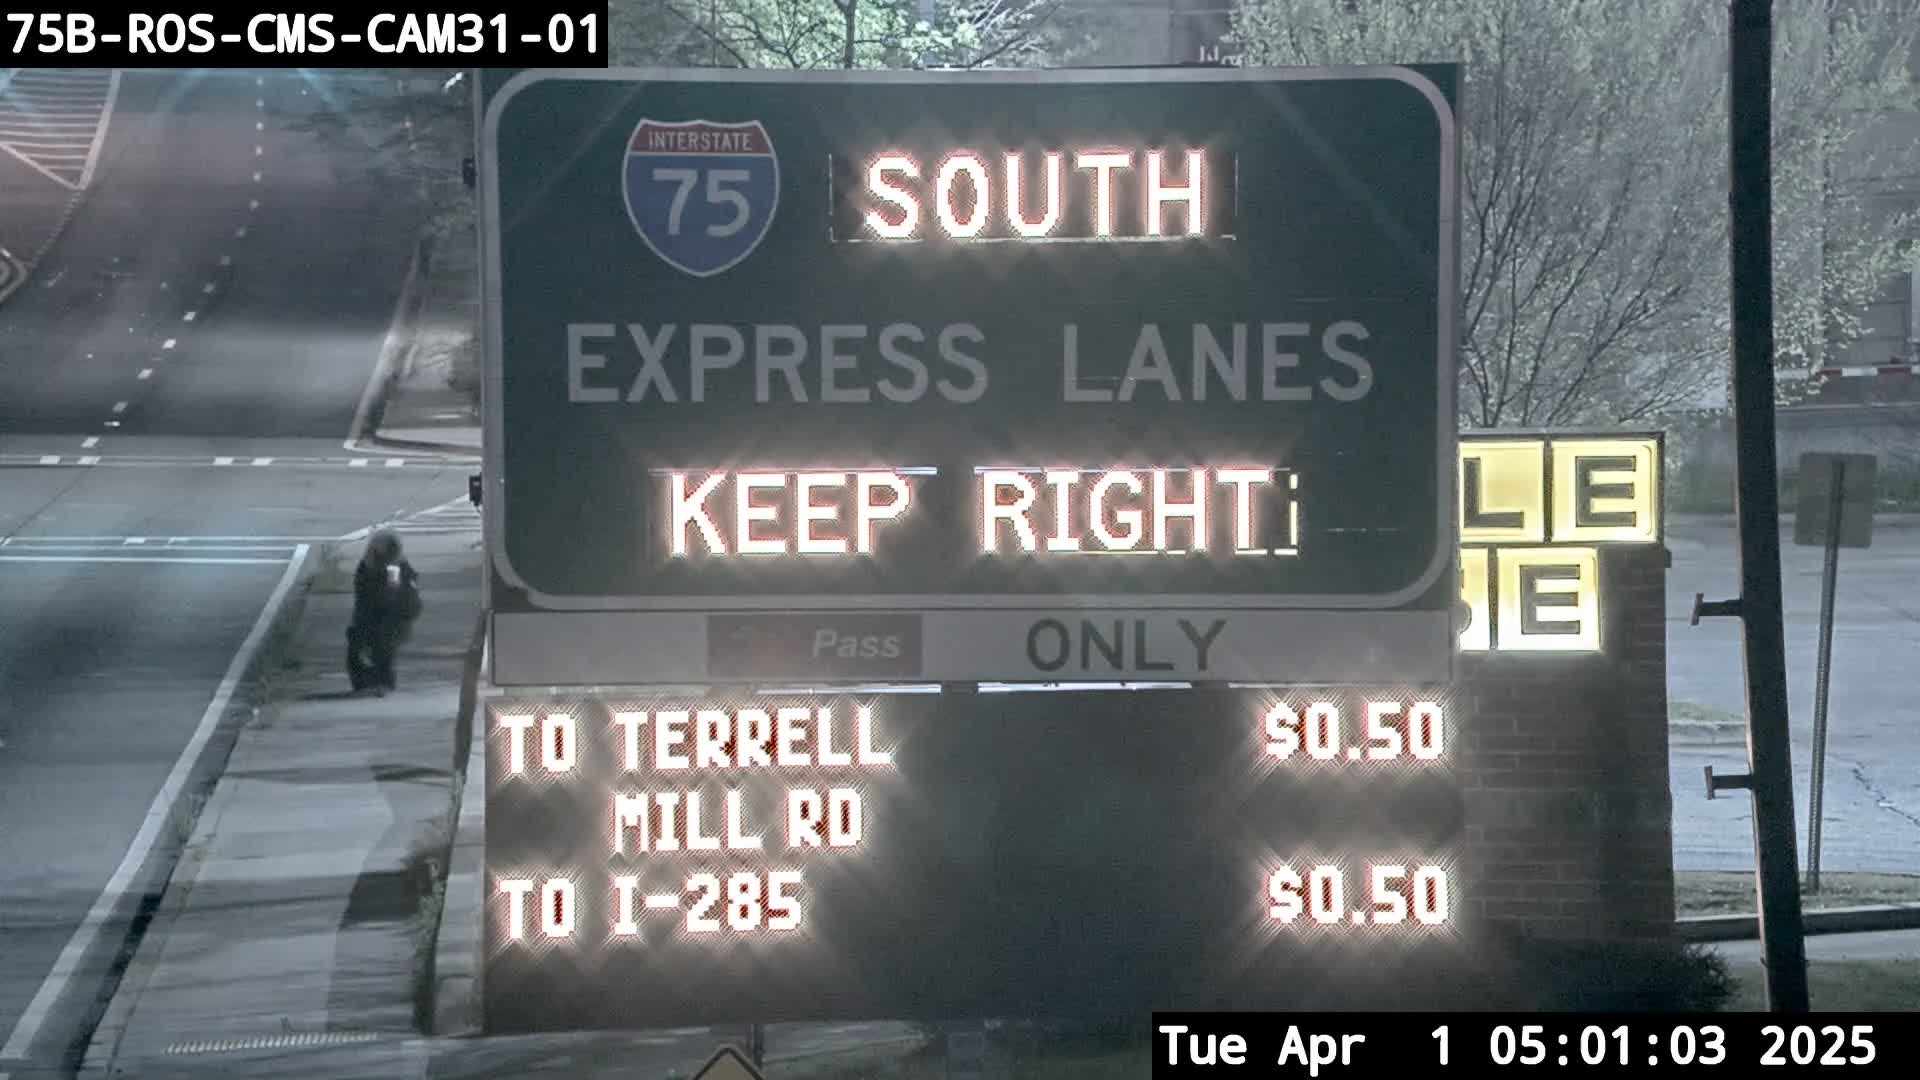 75B-ROS-CMS-CAM31-01
INTERSTATE
75
SOUTH
EXPRESS LANES
KEEP RIGHT
Pass
ONLY
LE
E
TO TERRELL $0.50
MILL RD
TO I-285 $0.50
Tue Apr 1 05:01:03 2025